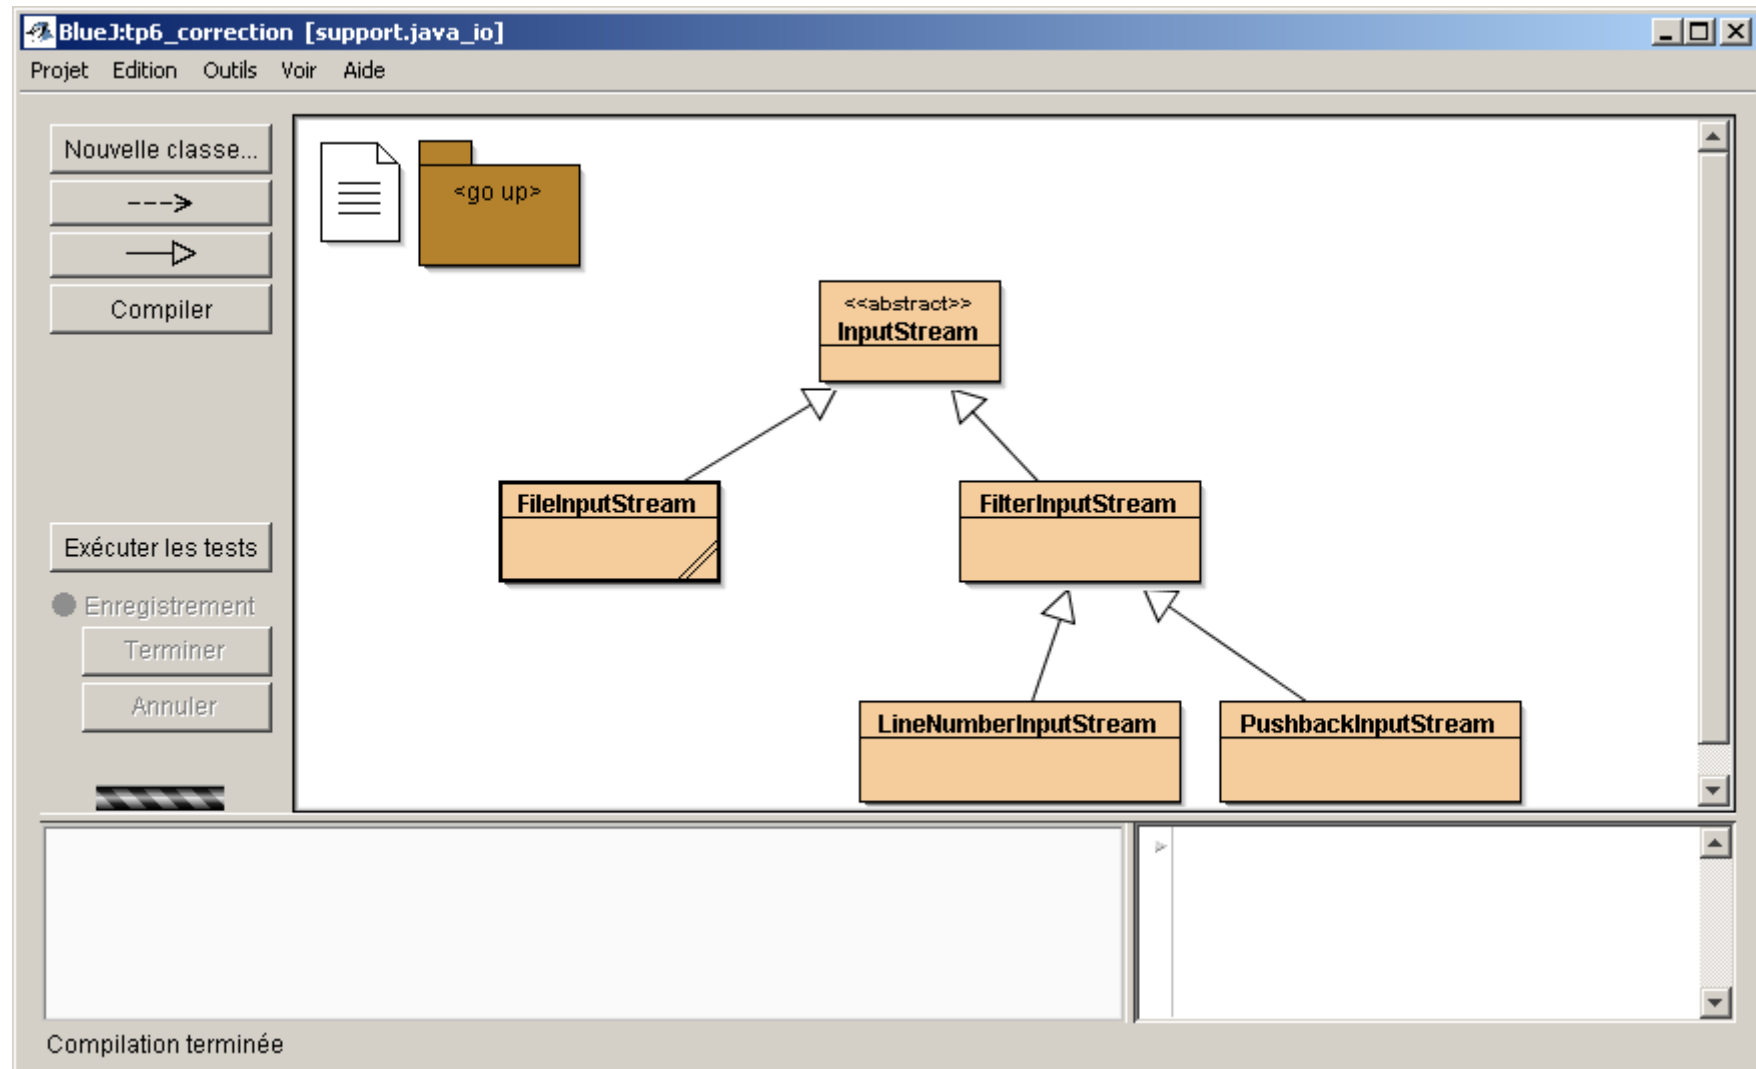 BlueJ:tp6_correction [support.java_io]
Projet Edition Outils Voir Aide
Nouvelle classe...
<go up>
Compiler
<<abstract>>
InputStream
FileInputStream
FilterInputStream
Exécuter les tests
Enregistrement
Terminer
Annuler
LineNumberInputStream
PushbackInputStream
Compilation terminée